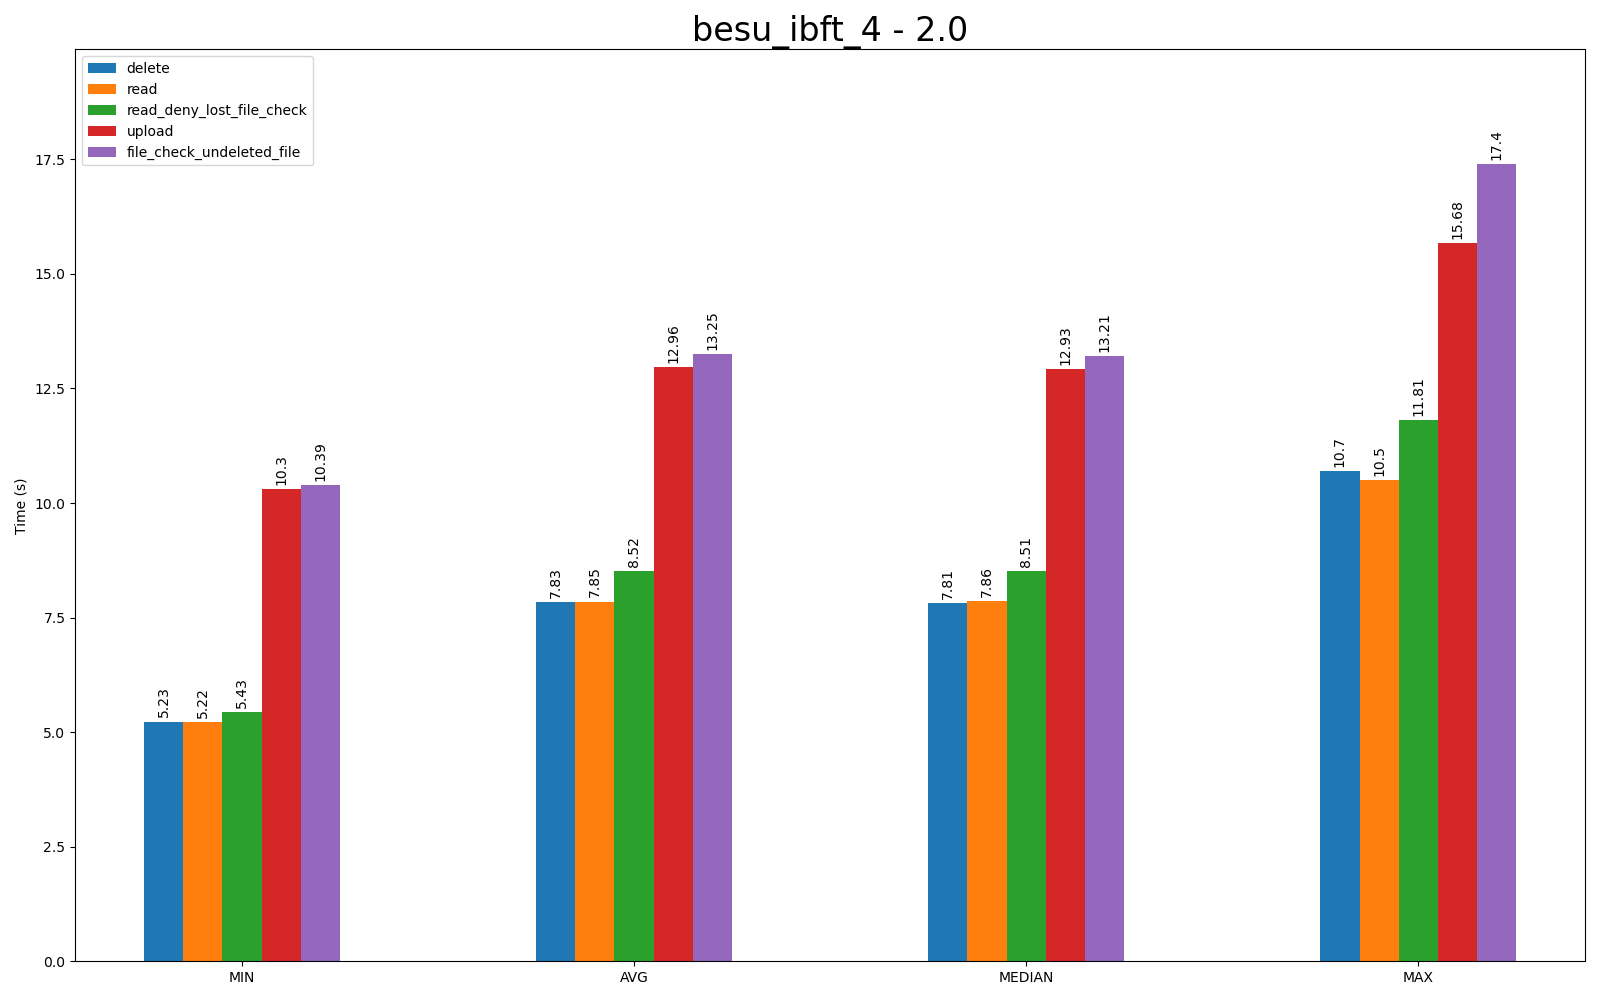 besu_ibft_4 - 2.0
delete
read
read_deny_lost_file_check
upload
file_check_undeleted_file
Time (s)
17.5
15.0
12.5
10.0
7.5
5.0
2.5
0.0
5.23
5.22
5.43
10.3
10.39
7.83
7.85
8.52
12.96
13.25
7.81
7.86
8.51
12.93
13.21
10.7
10.5
11.81
15.68
17.4
MIN
AVG
MEDIAN
MAX